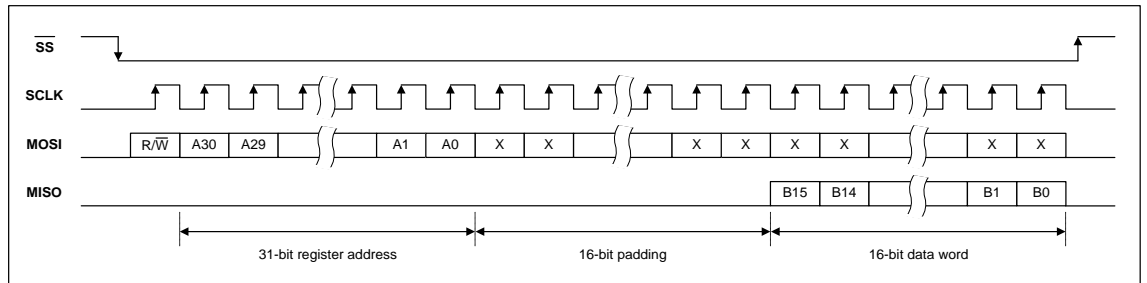 SS
SCLK
MOSI R/W A30 A29 A1 A0 X X X X X X X X
MISO B15 B14 B1 B0
31-bit register address 16-bit padding 16-bit data word